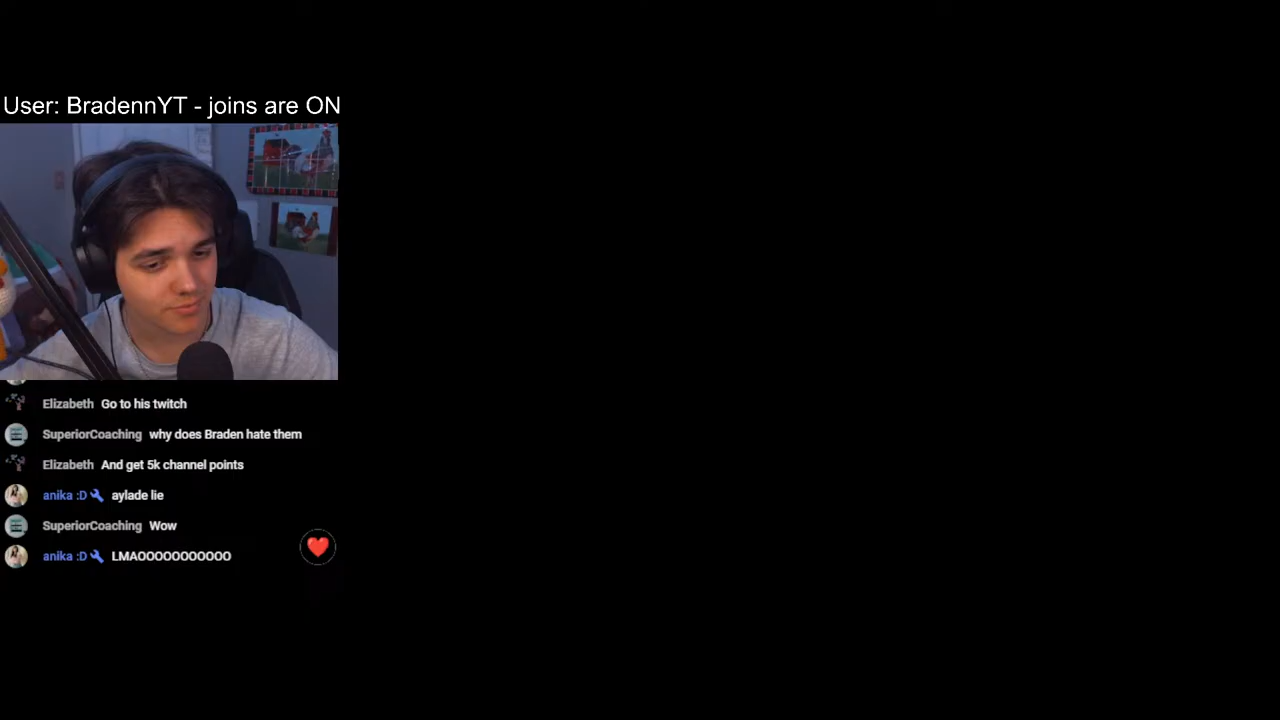 User: BradennYT - joins are ON
Elizabeth Go to his twitch
SuperiorCoaching why does Braden hate them
Elizabeth And get 5k channel points
anika :D aylade lie
SuperiorCoaching Wow
anika :D LMAOOOOOOOOOOO